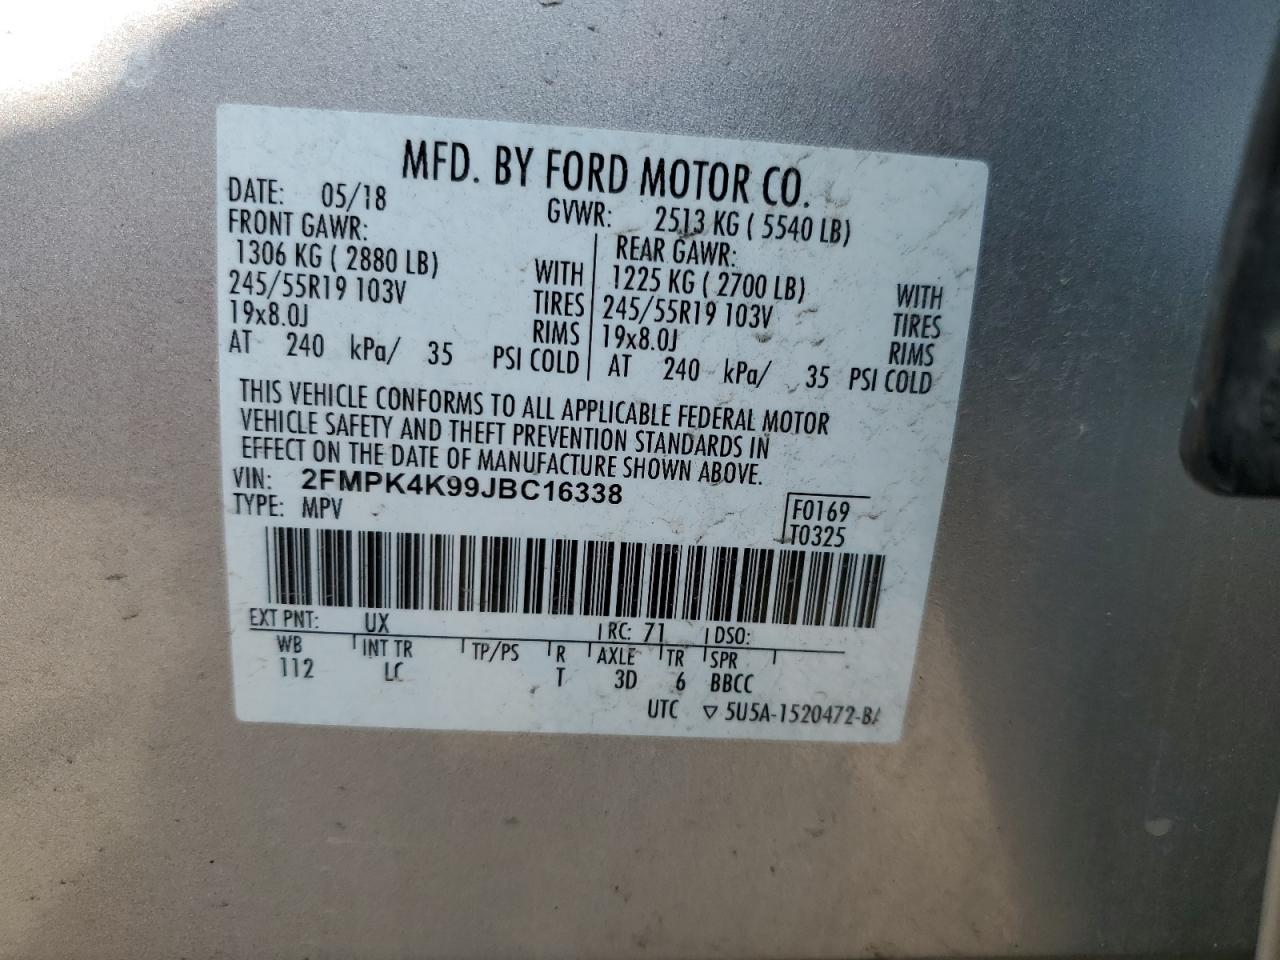 MFD. BY FORD MOTOR CO.
DATE: 05/18 GVWR: 2513 KG ( 5540 LB)
FRONT GAWR: REAR GAWR:
1306 KG ( 2880 LB) WITH 1225 KG ( 2700 LB) WITH
245/55R19 103V TIRES 245/55R19 103V TIRES
19x8.0J RIMS 19x8.0J RIMS
AT 240 kPa/ 35 PSI COLD AT 240 kPa/ 35 PSI COLD
THIS VEHICLE CONFORMS TO ALL APPLICABLE FEDERAL MOTOR
VEHICLE SAFETY AND THEFT PREVENTION STANDARDS IN
EFFECT ON THE DATE OF MANUFACTURE SHOWN ABOVE.
VIN: 2FMPK4K99JBC16338
TYPE: MPV F0169
T0325
EXT PNT: UX RC: 71 DSO:
WB INT TR TP/PS R AXLE TR SPR
112 LC T 3D 6 BBCC
UTC ▽ 5U5A-1520472-BA